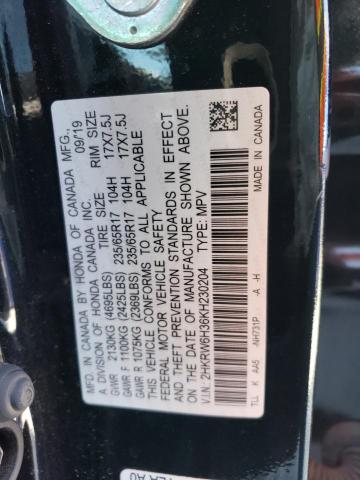 MANUFACTURED IN CANADA BY HONDA OF CANADA MFG.,
A DIVISION OF HONDA CANADA INC. 09/19
TIRE SIZE RIM SIZE
GVWR 2130KG (4695LBS)
GAWR F 1100KG (2425LBS) 235/65R17 104H 17X7.5J
GAWR R 1075KG (2369LBS) 235/65R17 104H 17X7.5J
THIS VEHICLE CONFORMS TO ALL APPLICABLE
FEDERAL MOTOR VEHICLE SAFETY
AND THEFT PREVENTION STANDARDS IN EFFECT
ON THE DATE OF MANUFACTURE SHOWN ABOVE.
V.I.N: 2HKRW6H36KH230204 TYPE: MPV
TLL K AA5 -NH731P -A -H
MADE IN CANADA